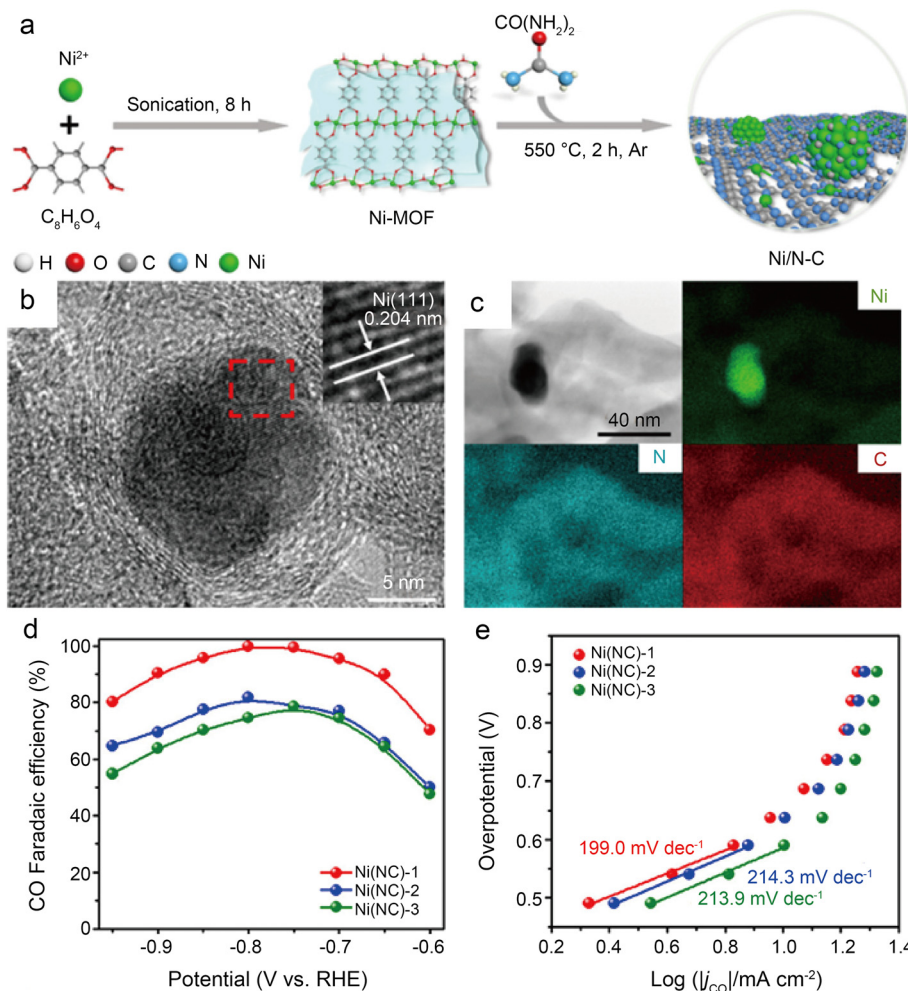 a
Ni²⁺
+
C₈H₆O₄
Sonication, 8 h
Ni-MOF
CO(NH₂)₂
550 °C, 2 h, Ar
Ni/N-C
H O C N Ni
b
Ni(111)
0.204 nm
5 nm
c
40 nm
Ni
N
C
d
CO Faradaic efficiency (%)
100
80
60
40
20
0
Ni(NC)-1
Ni(NC)-2
Ni(NC)-3
-0.9 -0.8 -0.7 -0.6
Potential (V vs. RHE)
e
Overpotential (V)
0.9
0.8
0.7
0.6
0.5
Ni(NC)-1
Ni(NC)-2
Ni(NC)-3
199.0 mV dec⁻¹
214.3 mV dec⁻¹
213.9 mV dec⁻¹
0.2 0.4 0.6 0.8 1.0 1.2 1.4
Log (|j_CO|/mA cm⁻²)